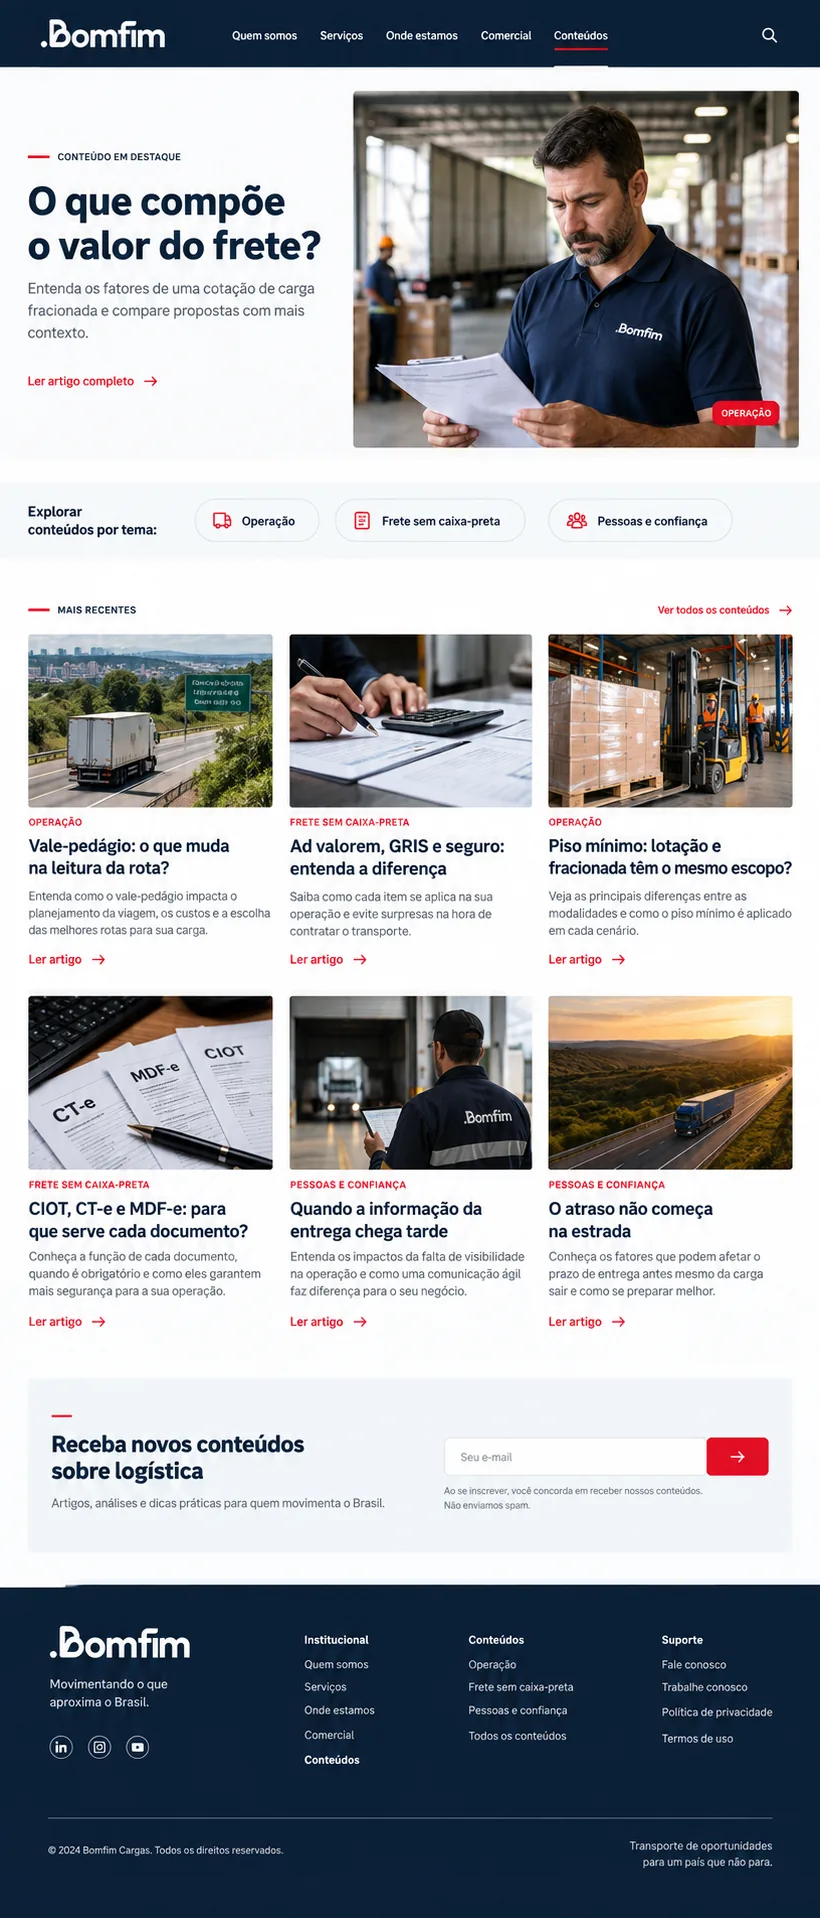 .Bomfim
Quem somos
Serviços
Onde estamos
Comercial
Conteúdos
CONTEÚDO EM DESTAQUE
O que compõe
o valor do frete?
Entenda os fatores de uma cotação de carga
fracionada e compare propostas com mais
contexto.
Ler artigo completo
.Bomfim
OPERAÇÃO
Explorar
conteúdos por tema:
Operação
Frete sem caixa-preta
Pessoas e confiança
MAIS RECENTES
Ver todos os conteúdos
OPERAÇÃO
Vale-pedágio: o que muda
na leitura da rota?
Entenda como o vale-pedágio impacta o
planejamento da viagem, os custos e a escolha
das melhores rotas para sua carga.
Ler artigo
FRETE SEM CAIXA-PRETA
Ad valorem, GRIS e seguro:
entenda a diferença
Saiba como cada item se aplica na sua
operação e evite surpresas na hora de
contratar o transporte.
Ler artigo
OPERAÇÃO
Piso mínimo: lotação e
fracionada têm o mesmo escopo?
Veja as principais diferenças entre as
modalidades e como o piso mínimo é aplicado
em cada cenário.
Ler artigo
CT-e
MDF-e
CIOT
FRETE SEM CAIXA-PRETA
CIOT, CT-e e MDF-e: para
que serve cada documento?
Conheça a função de cada documento,
quando é obrigatório e como eles garantem
mais segurança para a sua operação.
Ler artigo
.Bomfim
PESSOAS E CONFIANÇA
Quando a informação da
entrega chega tarde
Entenda os impactos da falta de visibilidade
na operação e como uma comunicação ágil
faz diferença para o seu negócio.
Ler artigo
PESSOAS E CONFIANÇA
O atraso não começa
na estrada
Conheça os fatores que podem afetar o
prazo de entrega antes mesmo da carga
sair e como se preparar melhor.
Ler artigo
Receba novos conteúdos
sobre logística
Artigos, análises e dicas práticas para quem movimenta o Brasil.
Seu e-mail
Ao se inscrever, você concorda em receber nossos conteúdos.
Não enviamos spam.
.Bomfim
Movimentando o que
aproxima o Brasil.
in
Institucional
Quem somos
Serviços
Onde estamos
Comercial
Conteúdos
Conteúdos
Operação
Frete sem caixa-preta
Pessoas e confiança
Todos os conteúdos
Suporte
Fale conosco
Trabalhe conosco
Política de privacidade
Termos de uso
© 2024 Bomfim Cargas. Todos os direitos reservados.
Transporte de oportunidades
para um país que não para.